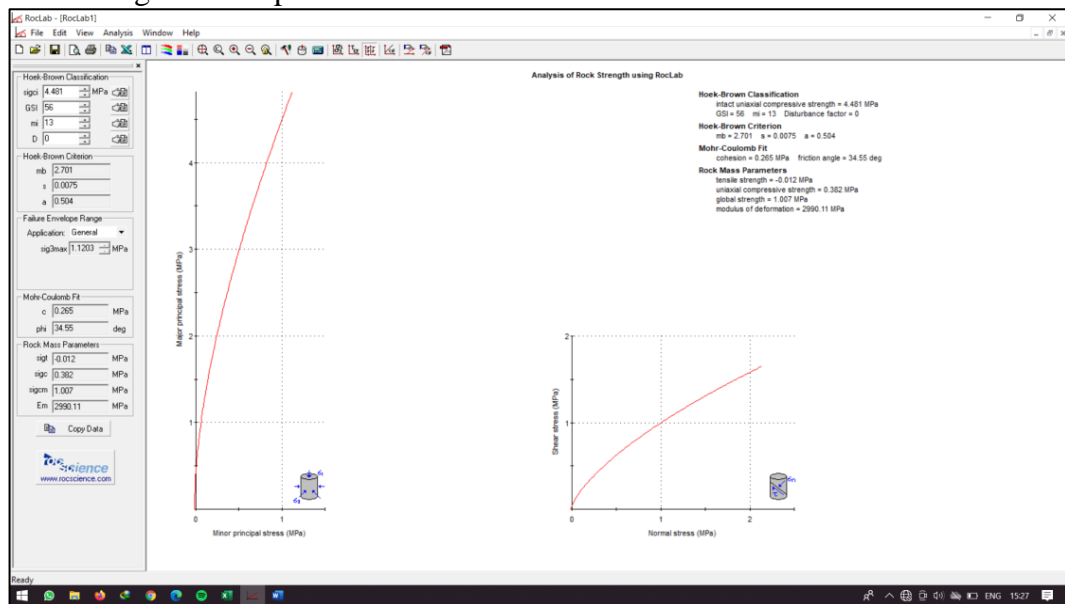 RocLab - [RocLab1]
File Edit View Analysis Window Help
Hoek-Brown Classification
sigci 4.481 MPa
GSI 56
mi 13
D 0
Hoek-Brown Criterion
mb 2.701
s 0.0075
a 0.504
Failure Envelope Range
Application: General
sig3max 1.1203 MPa
Mohr-Coulomb Fit
c 0.265 MPa
phi 34.55 deg
Rock Mass Parameters
sigt -0.012 MPa
sigc 0.382 MPa
sigcm 1.007 MPa
Em 2990.11 MPa
Copy Data
rocscience
www.rocscience.com
Analysis of Rock Strength using RocLab
Hoek-Brown Classification
intact uniaxial compressive strength = 4.481 MPa
GSI = 56 mi = 13 Disturbance factor = 0
Hoek-Brown Criterion
mb = 2.701 s = 0.0075 a = 0.504
Mohr-Coulomb Fit
cohesion = 0.265 MPa friction angle = 34.55 deg
Rock Mass Parameters
tensile strength = -0.012 MPa
uniaxial compressive strength = 0.382 MPa
global strength = 1.007 MPa
modulus of deformation = 2990.11 MPa
Major principal stress (MPa)
4
3
2
1
0 1
Minor principal stress (MPa)
Shear stress (MPa)
2
1
0 1 2
Normal stress (MPa)
Ready
ENG 15:27